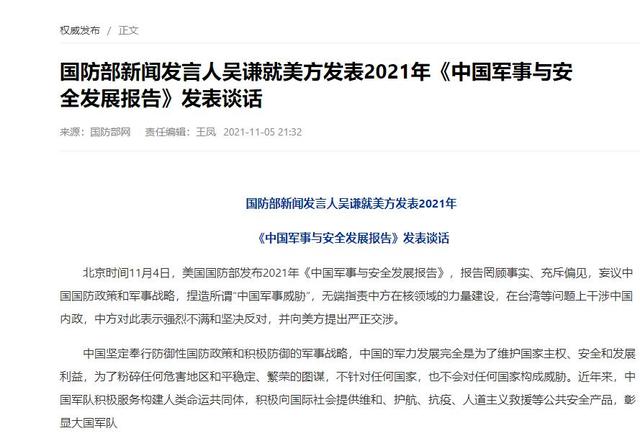 权威发布 / 正文
国防部新闻发言人吴谦就美方发表2021年《中国军事与安
全发展报告》发表谈话
来源：国防部网 责任编辑：王凤 2021-11-05 21:32
国防部新闻发言人吴谦就美方发表2021年
《中国军事与安全发展报告》发表谈话
北京时间11月4日，美国国防部发布2021年《中国军事与安全发展报告》，报告罔顾事实、充斥偏见，妄议中
国国防政策和军事战略，捏造所谓“中国军事威胁”，无端指责中方在核领域的力量建设，在台湾等问题上干涉中国
内政，中方对此表示强烈不满和坚决反对，并向美方提出严正交涉。
中国坚定奉行防御性国防政策和积极防御的军事战略，中国的军力发展完全是为了维护国家主权、安全和发展
利益，为了粉碎任何危害地区和平稳定、繁荣的图谋，不针对任何国家，也不会对任何国家构成威胁。近年来，中
国军队积极服务构建人类命运共同体，积极向国际社会提供维和、护航、抗疫、人道主义救援等公共安全产品，彰
显大国军队